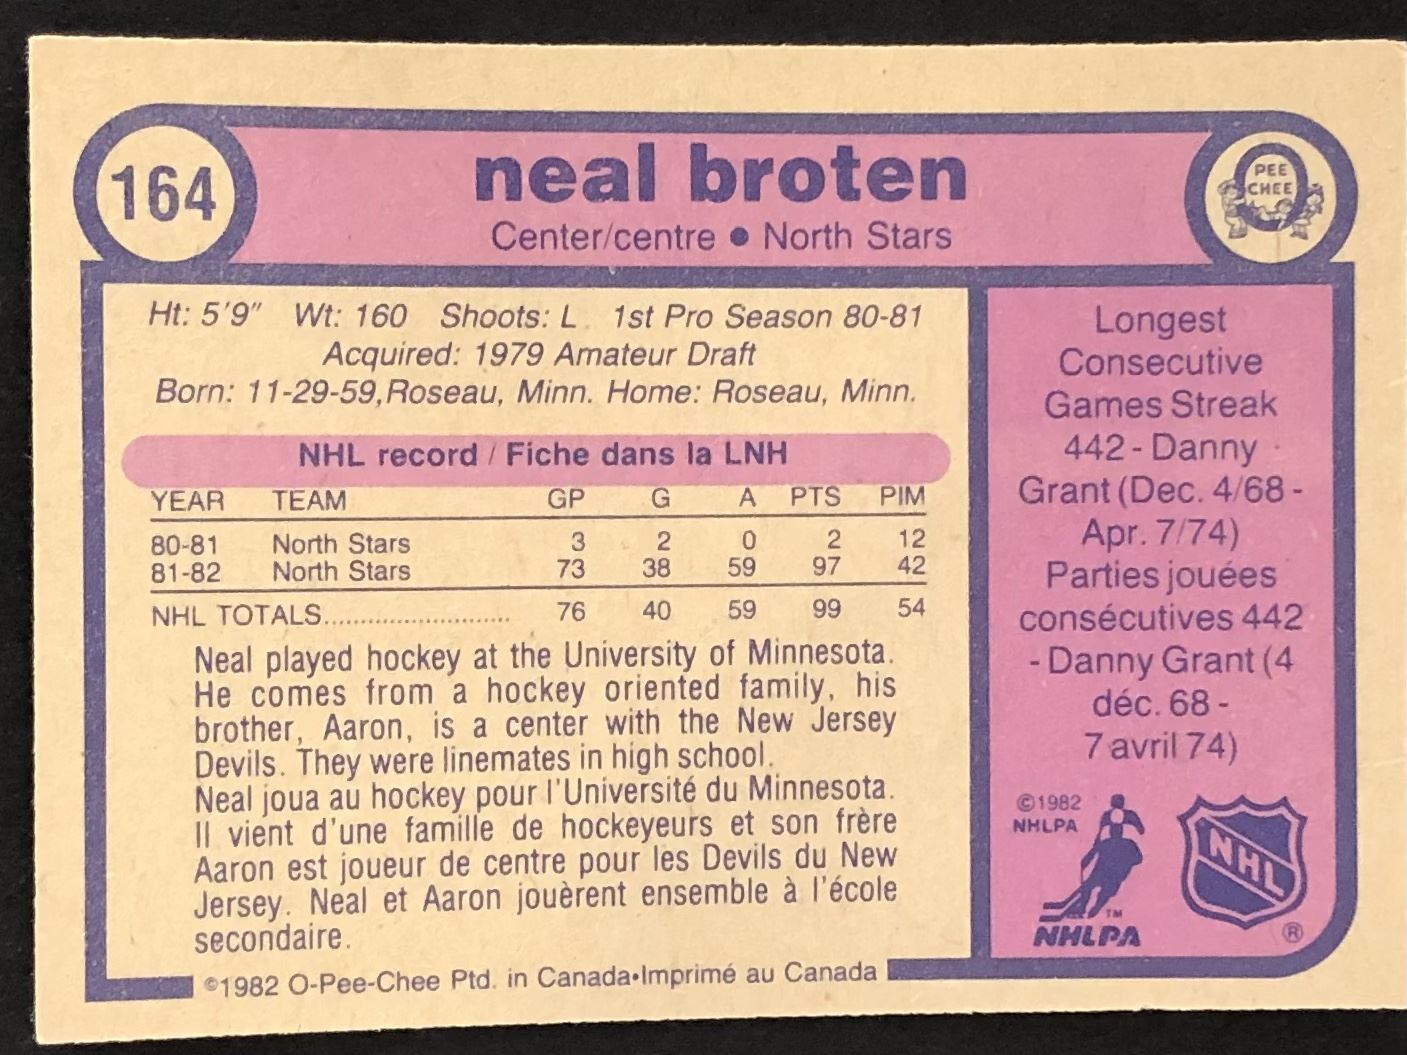 164
neal broten
Center/centre • North Stars
PEE
CHEE
Ht: 5'9" Wt: 160 Shoots: L 1st Pro Season 80-81
Acquired: 1979 Amateur Draft
Born: 11-29-59, Roseau, Minn. Home: Roseau, Minn.
NHL record / Fiche dans la LNH
YEAR TEAM GP G A PTS PIM
80-81 North Stars 3 2 0 2 12
81-82 North Stars 73 38 59 97 42
NHL TOTALS.......................... 76 40 59 99 54
Neal played hockey at the University of Minnesota.
He comes from a hockey oriented family, his
brother, Aaron, is a center with the New Jersey
Devils. They were linemates in high school.
Neal joua au hockey pour l'Université du Minnesota.
Il vient d'une famille de hockeyeurs et son frère
Aaron est joueur de centre pour les Devils du New
Jersey. Neal et Aaron jouèrent ensemble à l'école
secondaire.
©1982 O-Pee-Chee Ptd. in Canada•Imprimé au Canada
Longest
Consecutive
Games Streak
442 - Danny
Grant (Dec. 4/68 -
Apr. 7/74)
Parties jouées
consécutives 442
- Danny Grant (4
déc. 68 -
7 avril 74)
©1982
NHLPA
TM
NHLPA
NHL
®